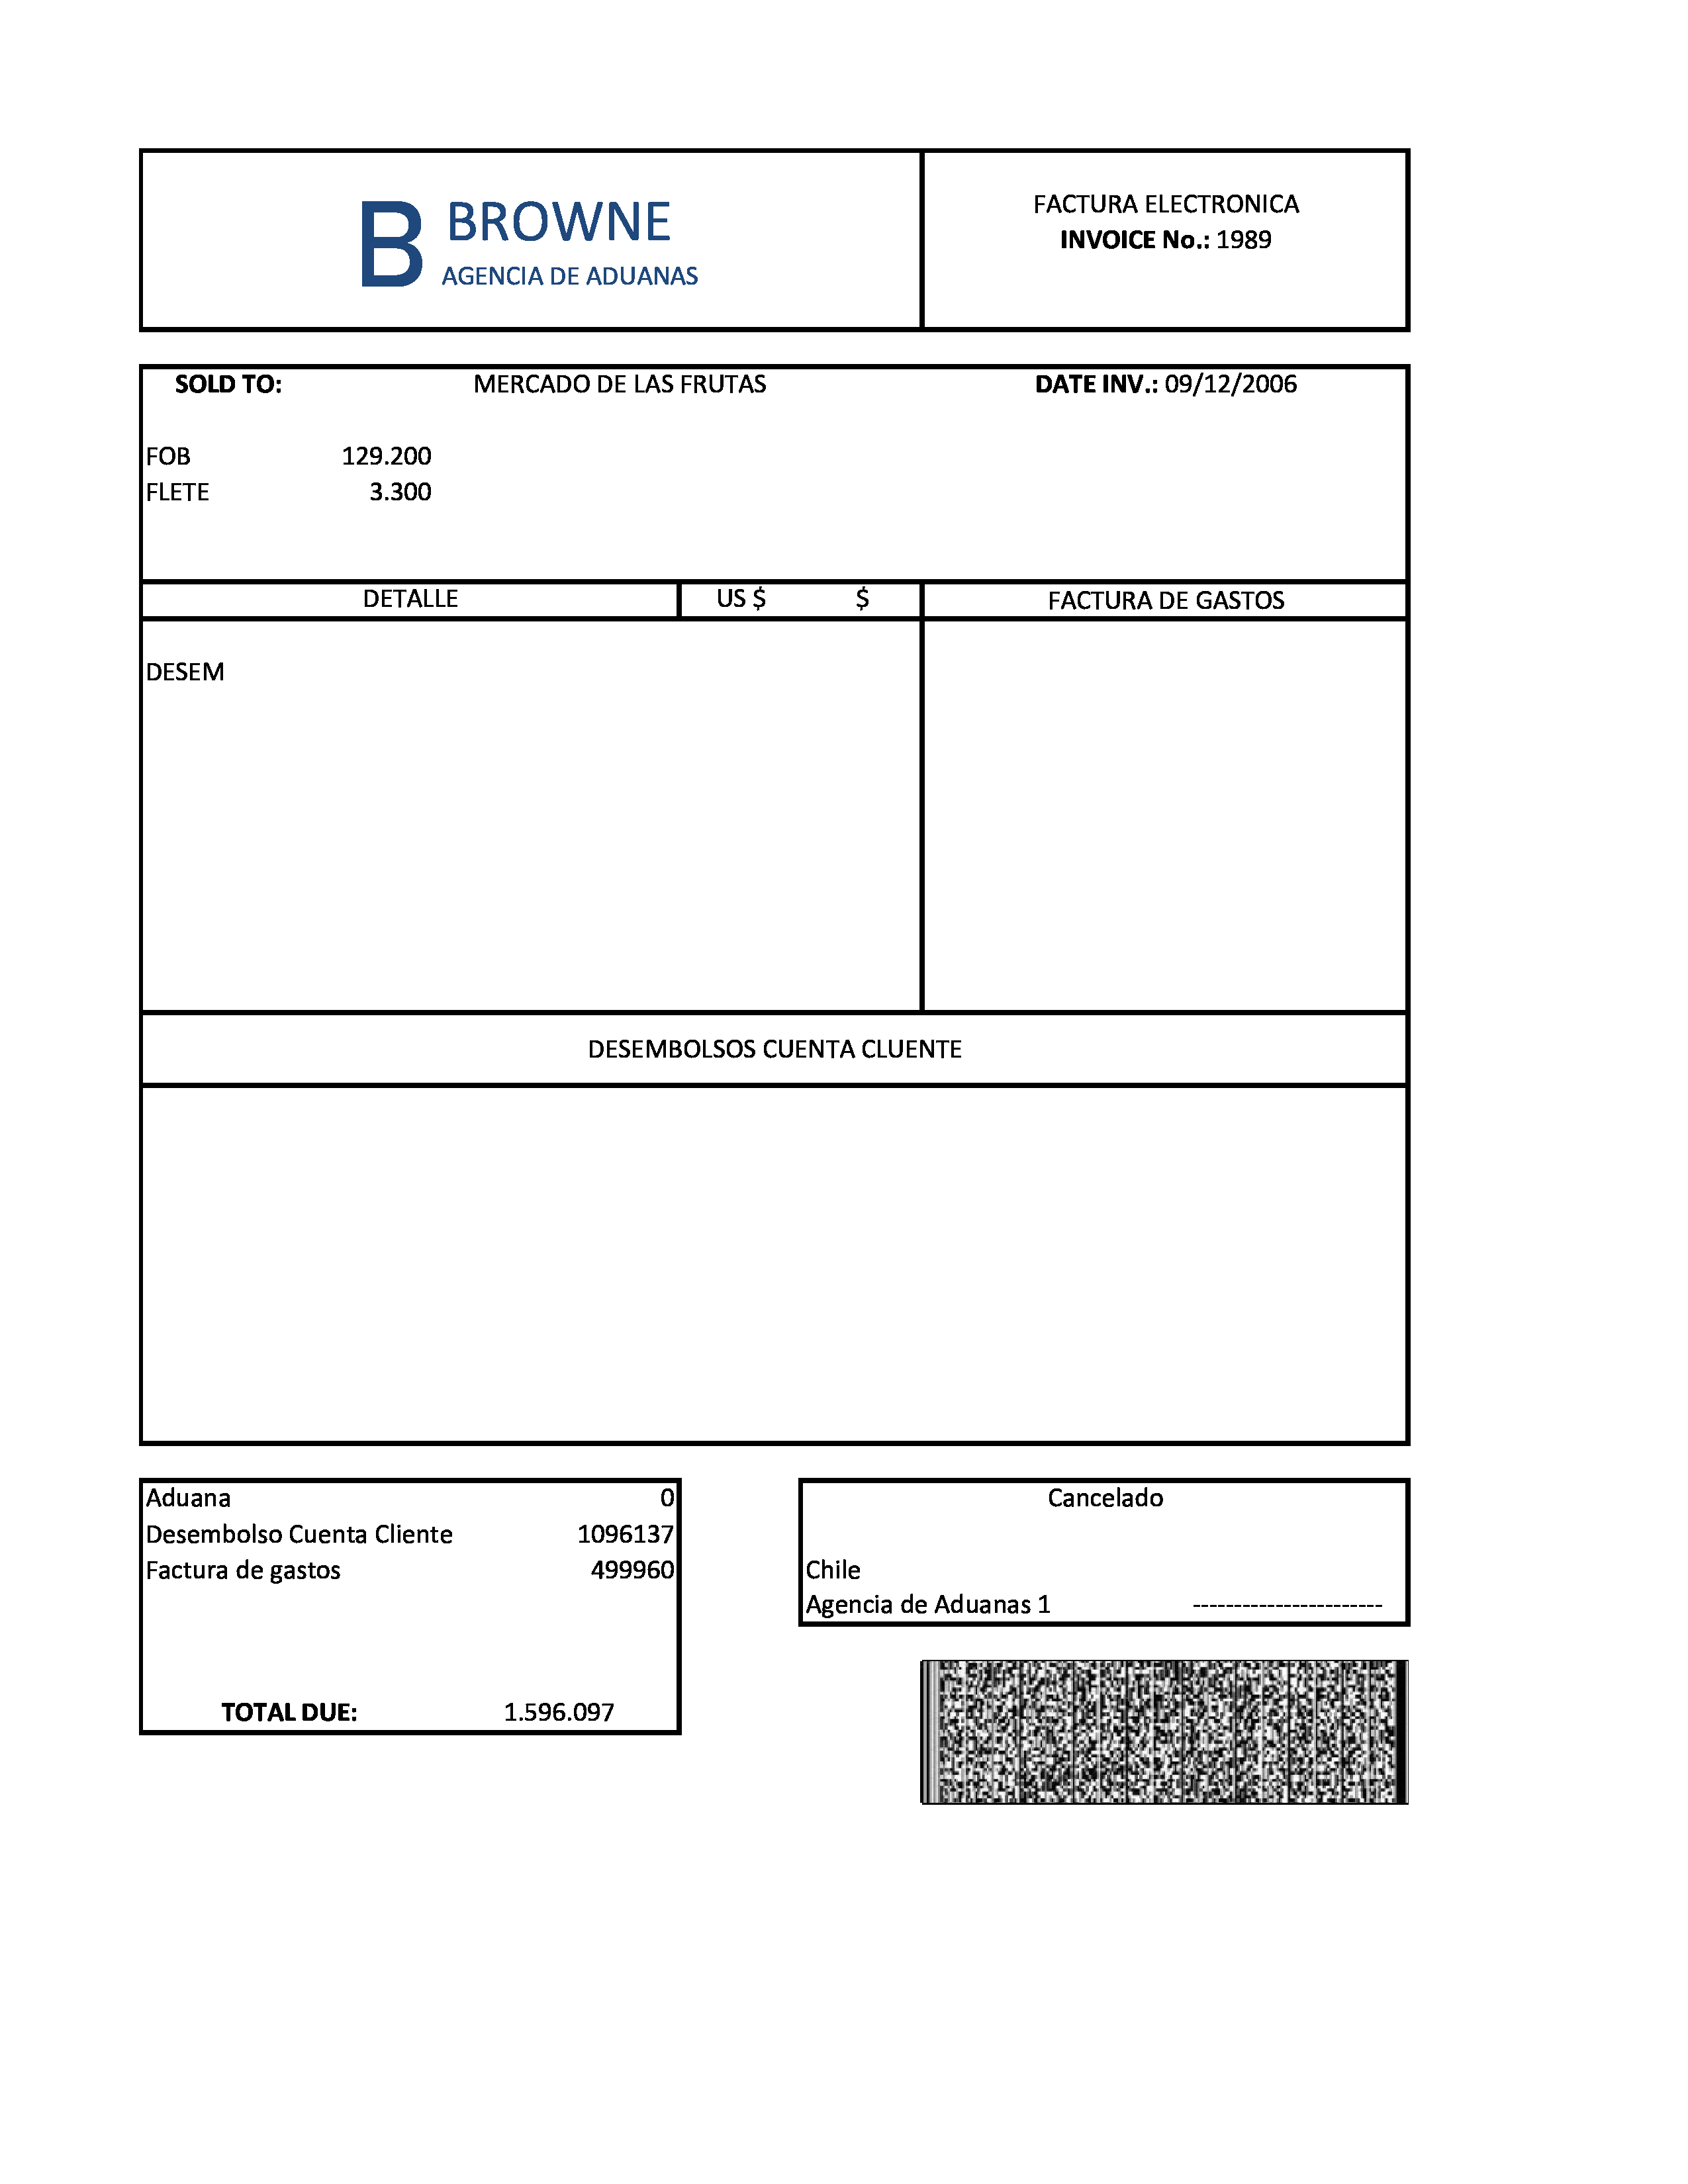 B BROWNE
AGENCIA DE ADUANAS
FACTURA ELECTRONICA
INVOICE No.: 1989
SOLD TO: MERCADO DE LAS FRUTAS DATE INV.: 09/12/2006
FOB 129.200
FLETE 3.300
DETALLE US $ $ FACTURA DE GASTOS
DESEM
DESEMBOLSOS CUENTA CLUENTE
Aduana 0
Desembolso Cuenta Cliente 1096137
Factura de gastos 499960
TOTAL DUE: 1.596.097
Cancelado
Chile
Agencia de Aduanas 1 -----------------------